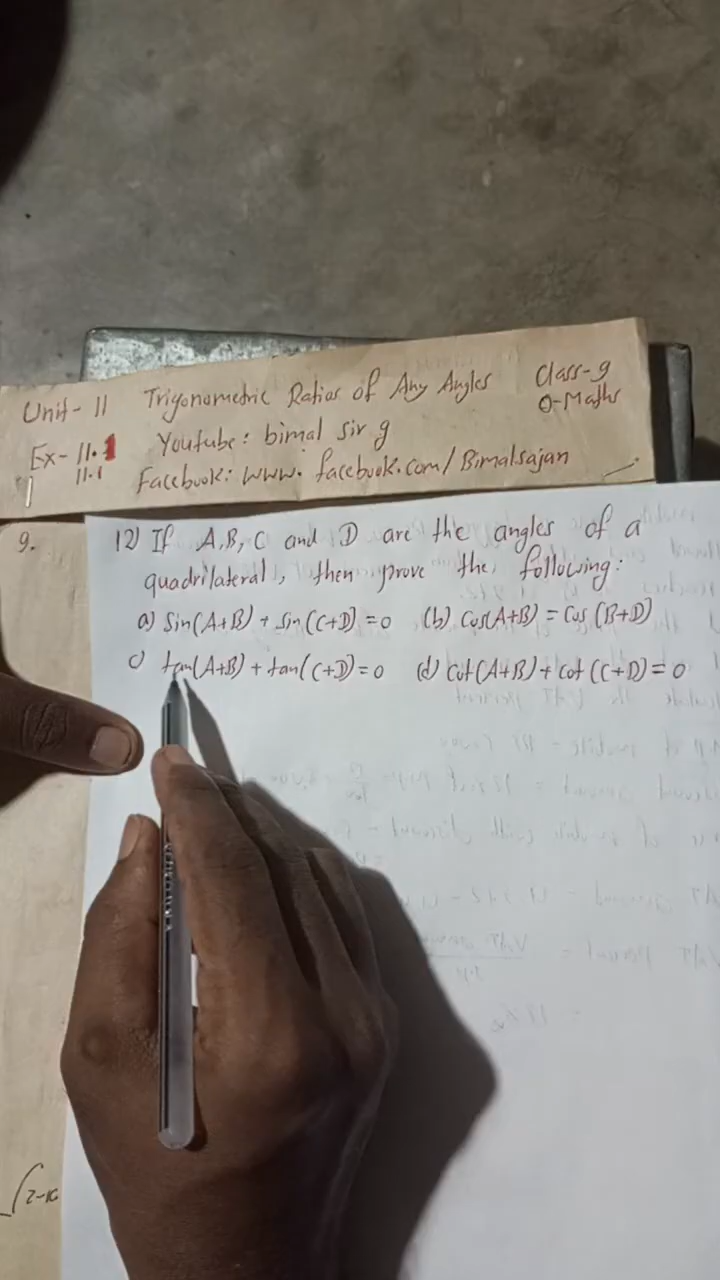 Unit- 11 Trigonometric Ratios of Any Angles Class-9
O-Maths
Ex- 11.1 Youtube: bimal sir g
11.1
Facebook: www. facebook.com/Bimalsajan
9.
12) If A,B, C and D are the angles of a
quadrilateral, then prove the following:
a) Sin(A+B) + sin(C+D) = 0 (b) Cos(A+B) = Cos (B+D)
c) tan(A+B) + tan(C+D) = 0 (d) Cot(A+B) + cot (C+D) = 0